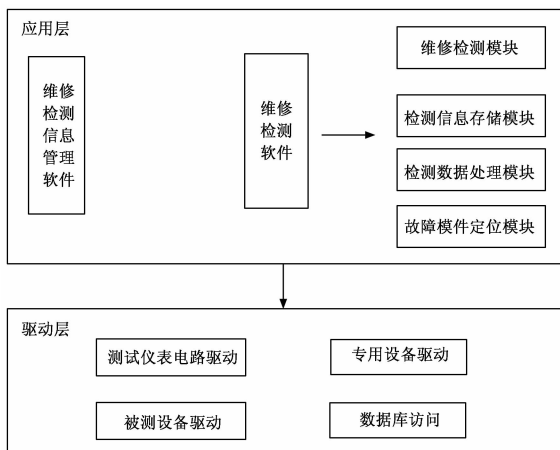 应用层
维修
检测
信息
管理
软件
维修
检测
软件
维修检测模块
检测信息存储模块
检测数据处理模块
故障模件定位模块
驱动层
测试仪表电路驱动
专用设备驱动
被测设备驱动
数据库访问